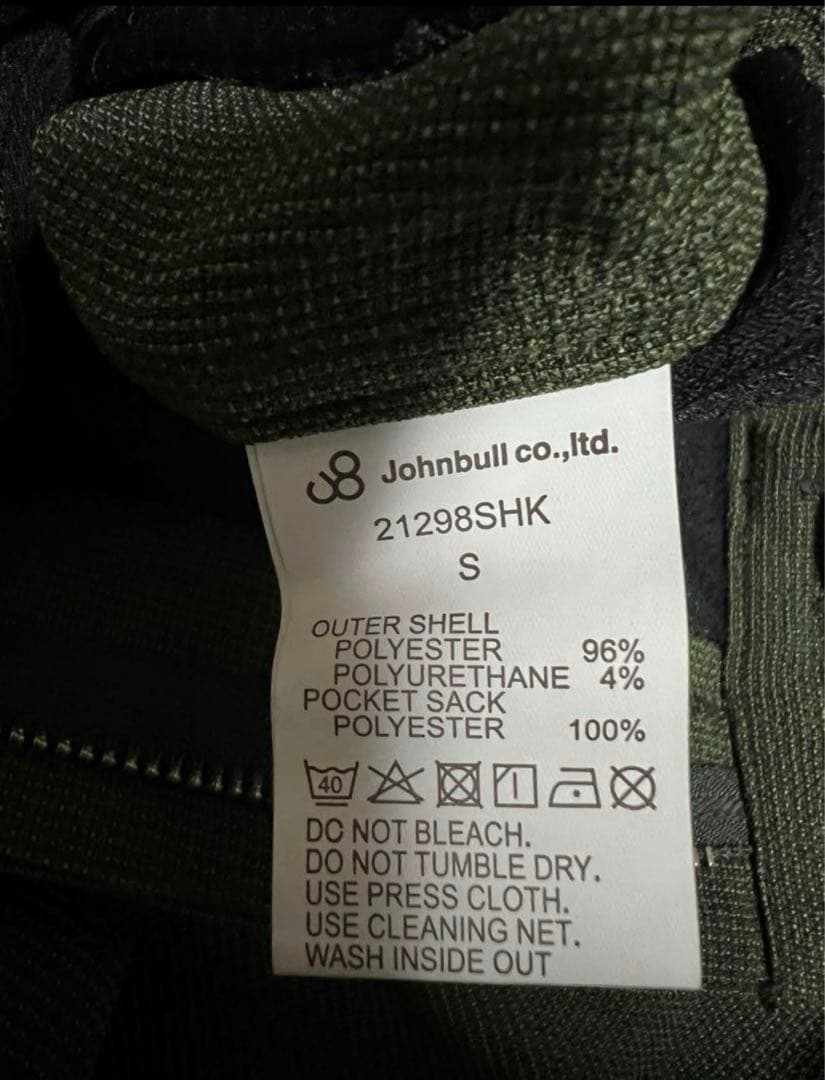 Johnbull co.,ltd.
21298SHK
S
OUTER SHELL
POLYESTER 96%
POLYURETHANE 4%
POCKET SACK
POLYESTER 100%
40
DO NOT BLEACH.
DO NOT TUMBLE DRY.
USE PRESS CLOTH.
USE CLEANING NET.
WASH INSIDE OUT